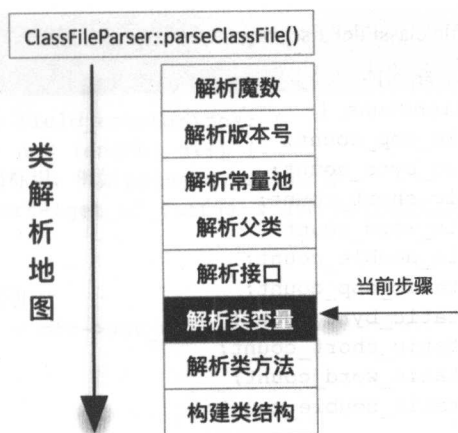 ClassFileParser::parseClassFile()
类解析地图
解析魔数
解析版本号
解析常量池
解析父类
解析接口
解析类变量
当前步骤
解析类方法
构建类结构